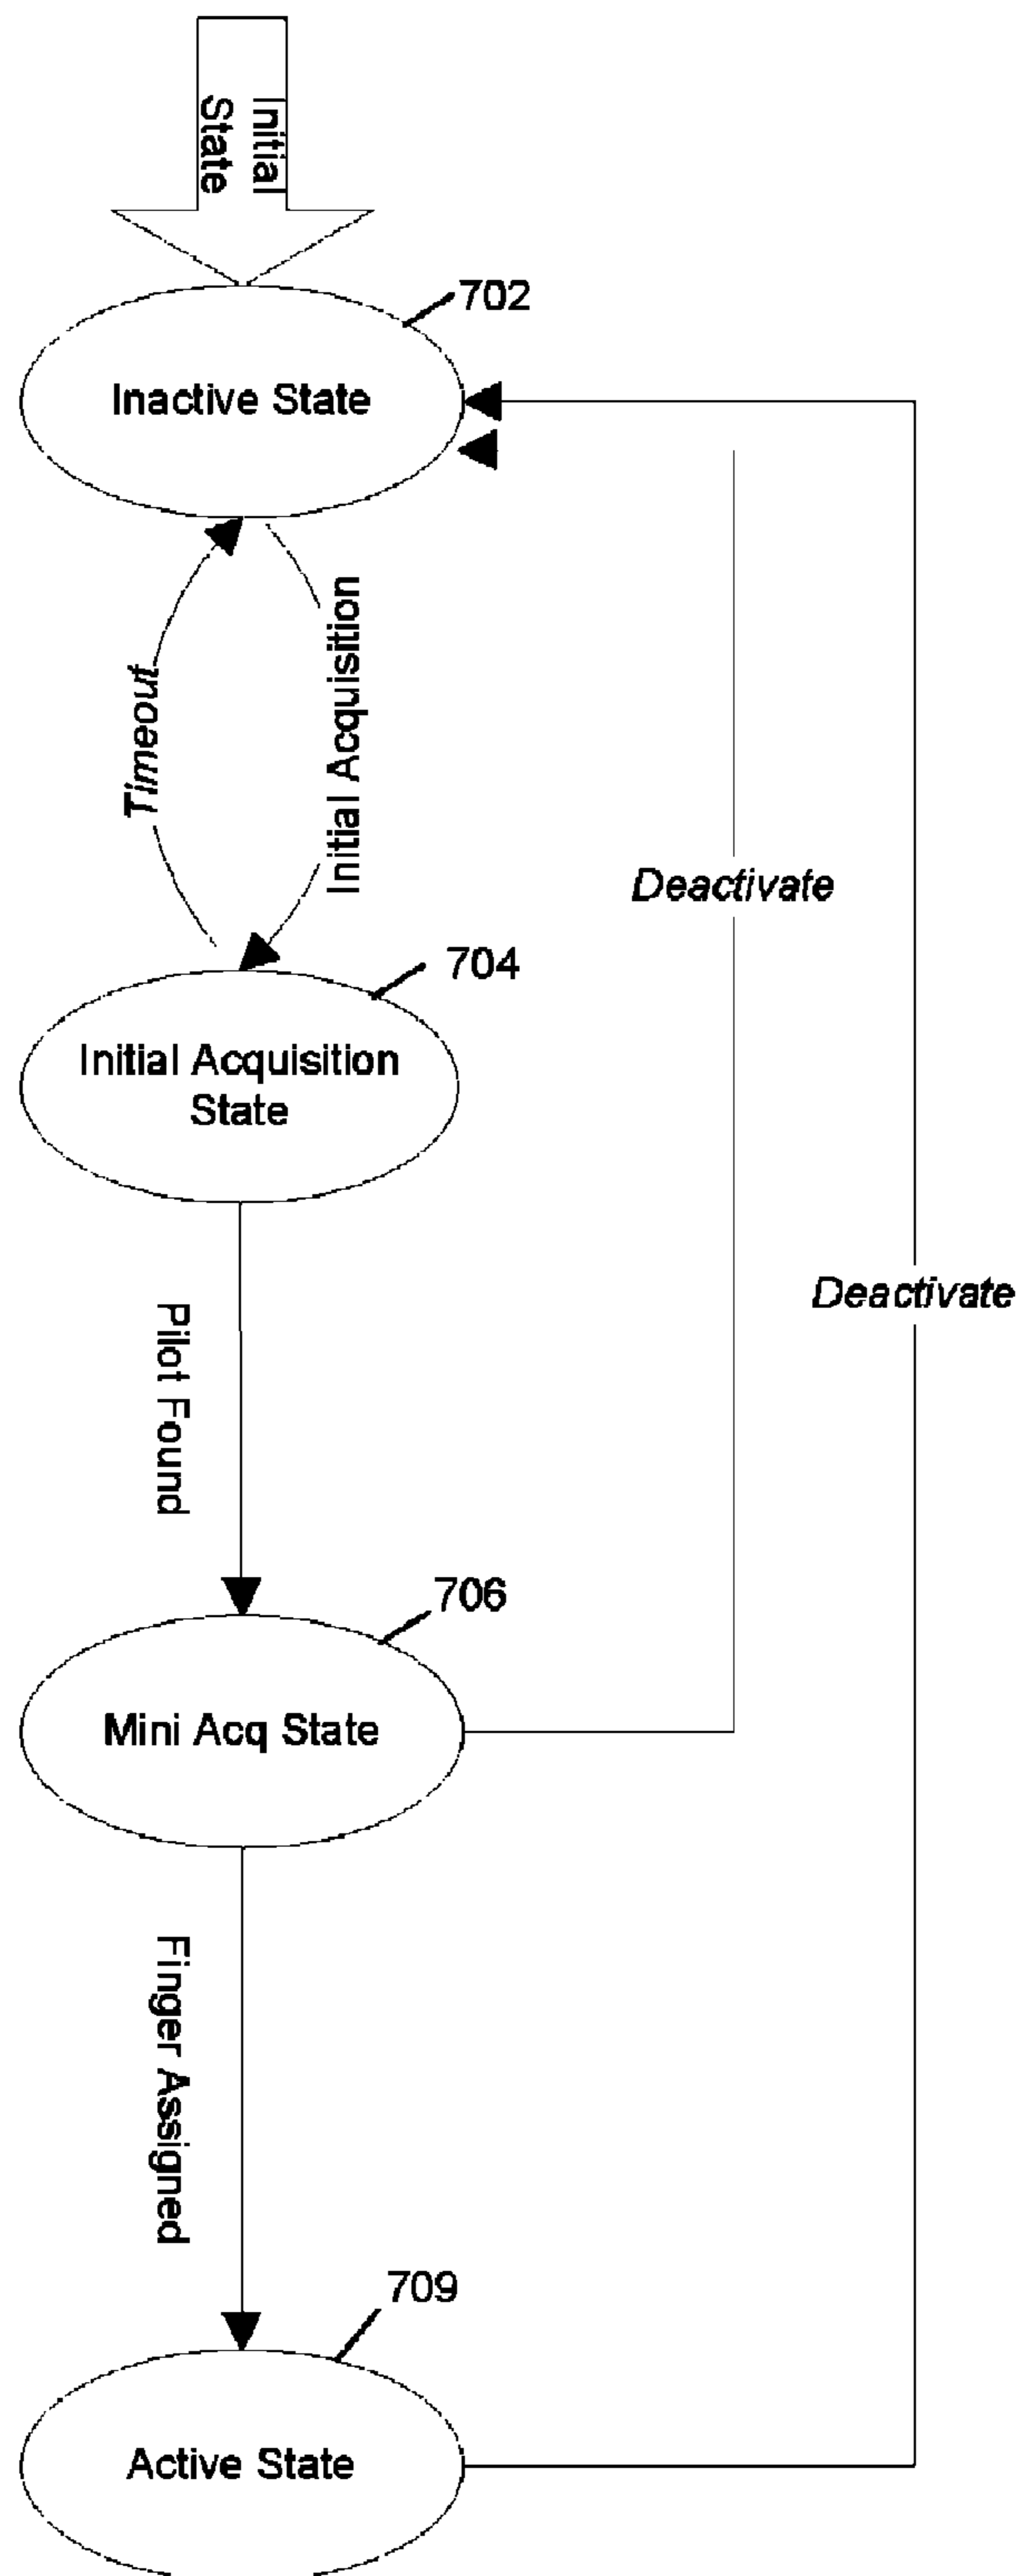 Initial
State
702
Inactive State
Timeout
Initial Acquisition
Deactivate
704
Initial Acquisition
State
Deactivate
Pilot Found
706
Mini Acq State
Finger Assigned
709
Active State